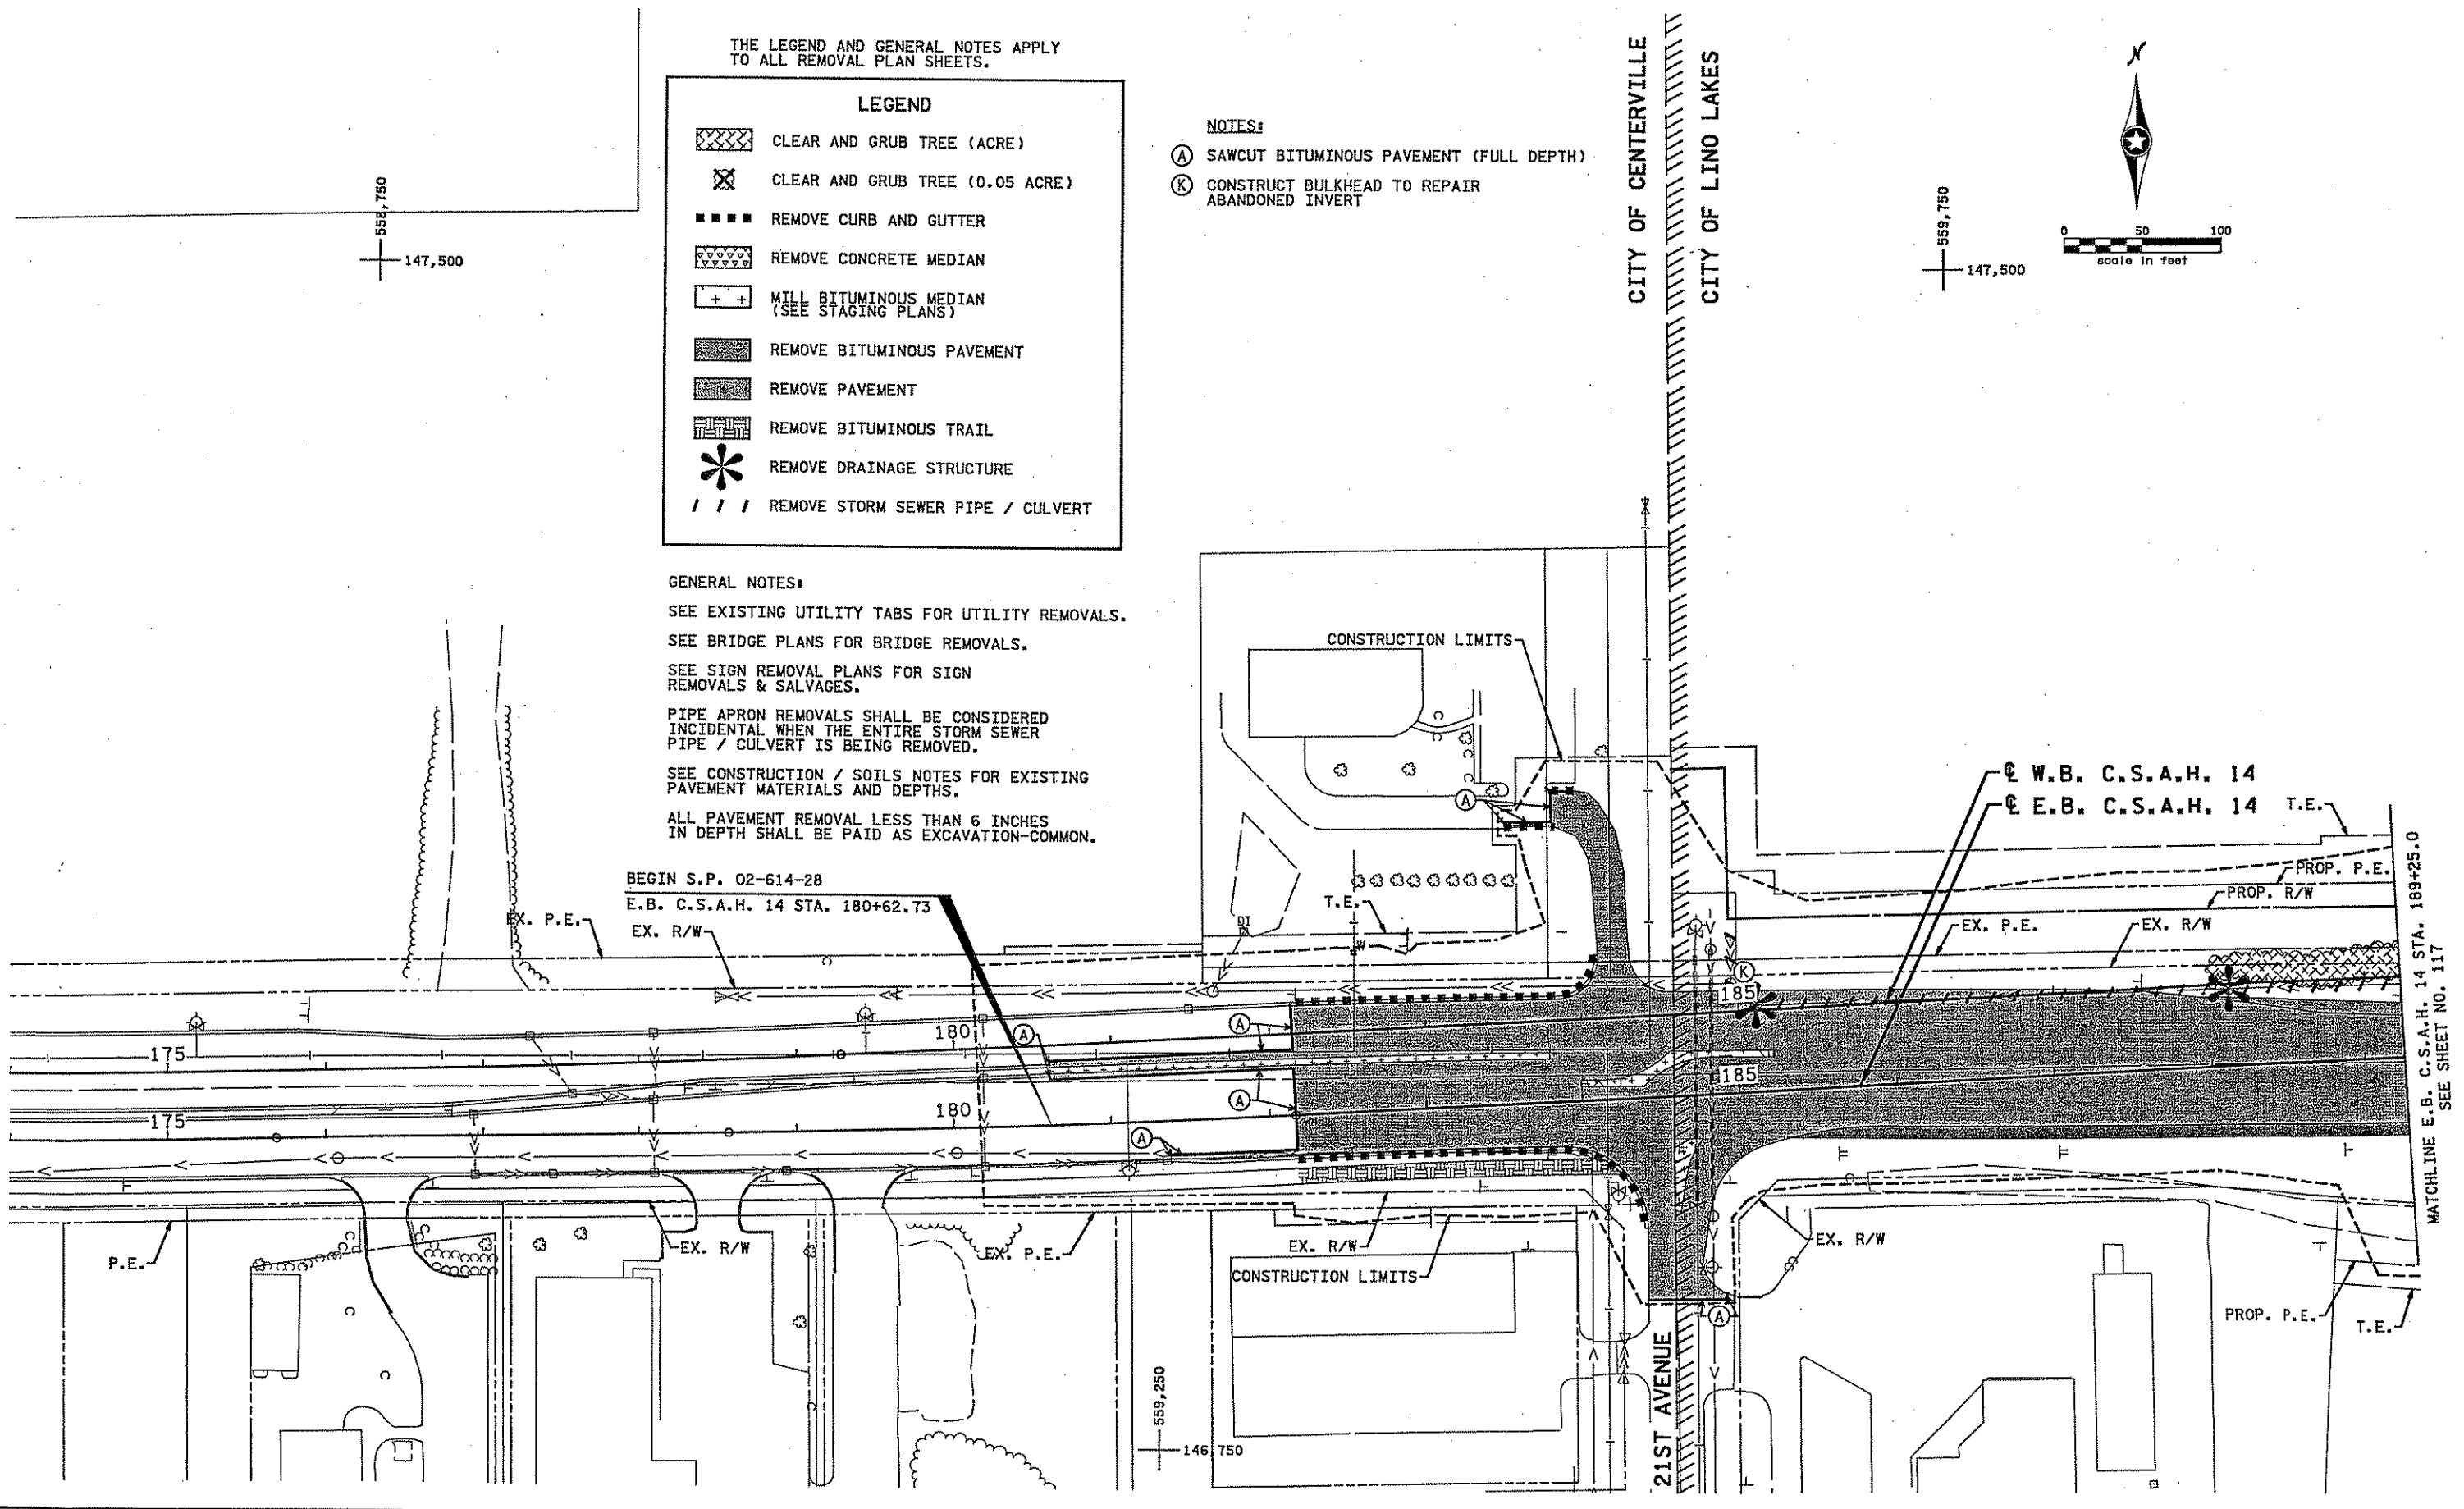 THE LEGEND AND GENERAL NOTES APPLY
TO ALL REMOVAL PLAN SHEETS.
LEGEND
CLEAR AND GRUB TREE (ACRE)
CLEAR AND GRUB TREE (0.05 ACRE)
REMOVE CURB AND GUTTER
REMOVE CONCRETE MEDIAN
MILL BITUMINOUS MEDIAN
(SEE STAGING PLANS)
REMOVE BITUMINOUS PAVEMENT
REMOVE PAVEMENT
REMOVE BITUMINOUS TRAIL
REMOVE DRAINAGE STRUCTURE
REMOVE STORM SEWER PIPE / CULVERT
NOTES:
A SAWCUT BITUMINOUS PAVEMENT (FULL DEPTH)
K CONSTRUCT BULKHEAD TO REPAIR
ABANDONED INVERT
CITY OF CENTERVILLE
CITY OF LINO LAKES
N
0 50 100
scale in feet
558,750
147,500
559,750
147,500
GENERAL NOTES:
SEE EXISTING UTILITY TABS FOR UTILITY REMOVALS.
SEE BRIDGE PLANS FOR BRIDGE REMOVALS.
SEE SIGN REMOVAL PLANS FOR SIGN
REMOVALS & SALVAGES.
PIPE APRON REMOVALS SHALL BE CONSIDERED
INCIDENTAL WHEN THE ENTIRE STORM SEWER
PIPE / CULVERT IS BEING REMOVED.
SEE CONSTRUCTION / SOILS NOTES FOR EXISTING
PAVEMENT MATERIALS AND DEPTHS.
ALL PAVEMENT REMOVAL LESS THAN 6 INCHES
IN DEPTH SHALL BE PAID AS EXCAVATION-COMMON.
BEGIN S.P. 02-614-28
E.B. C.S.A.H. 14 STA. 180+62.73
CONSTRUCTION LIMITS
A
℄ W.B. C.S.A.H. 14
℄ E.B. C.S.A.H. 14
T.E.
PROP. P.E.
PROP. R/W
EX. P.E.
EX. R/W
EX. P.E.
EX. R/W
T.E.
DI
W
K
185
185
A
A
A
A
180
180
175
175
MATCHLINE E.B. C.S.A.H. 14 STA. 189+25.0
SEE SHEET NO. 117
P.E.
EX. R/W
EX. P.E.
EX. R/W
CONSTRUCTION LIMITS
EX. R/W
A
PROP. P.E.
T.E.
559,250
146,750
21ST AVENUE